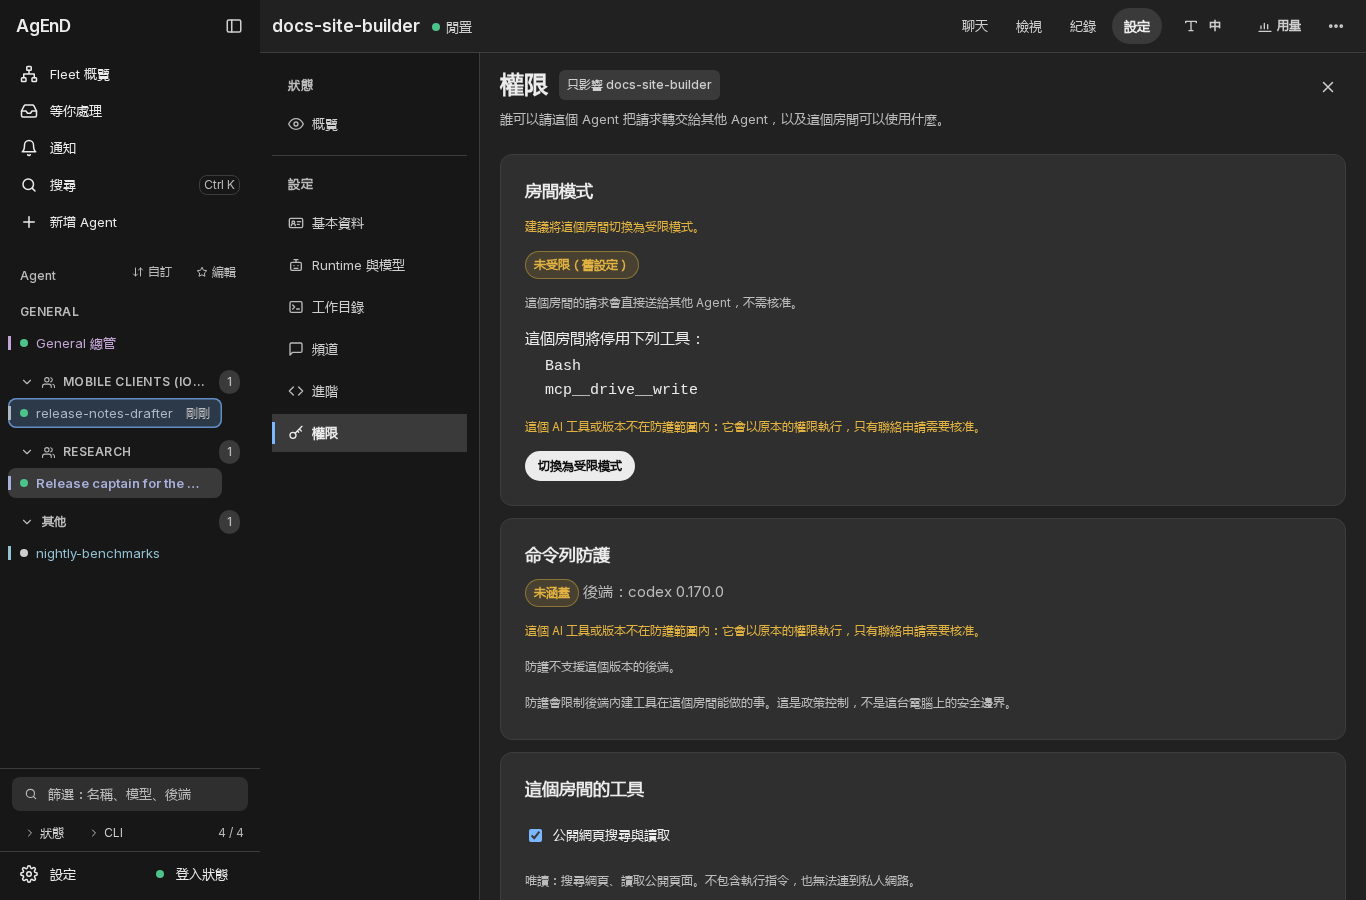 AgEnD
Fleet 概覽
等你處理
通知
搜尋 Ctrl K
新增 Agent
Agent 自訂 編輯
GENERAL
General 總管
MOBILE CLIENTS (IO... 1
release-notes-drafter 剛剛
RESEARCH 1
Release captain for the ...
其他 1
nightly-benchmarks
篩選：名稱、模型、後端
狀態 CLI 4 / 4
設定 登入狀態
docs-site-builder 閒置
聊天 檢視 紀錄 設定 中 用量
狀態
概覽
設定
基本資料
Runtime 與模型
工作目錄
頻道
進階
權限
權限 只影響 docs-site-builder
誰可以請這個 Agent 把請求轉交給其他 Agent，以及這個房間可以使用什麼。
房間模式
建議將這個房間切換為受限模式。
未受限（舊設定）
這個房間的請求會直接送給其他 Agent，不需核准。
這個房間將停用下列工具：
Bash
mcp__drive__write
這個 AI 工具或版本不在防護範圍內：它會以原本的權限執行，只有聯絡申請需要核准。
切換為受限模式
命令列防護
未涵蓋 後端：codex 0.170.0
這個 AI 工具或版本不在防護範圍內：它會以原本的權限執行，只有聯絡申請需要核准。
防護不支援這個版本的後端。
防護會限制後端內建工具在這個房間能做的事。這是政策控制，不是這台電腦上的安全邊界。
這個房間的工具
公開網頁搜尋與讀取
唯讀：搜尋網頁、讀取公開頁面。不包含執行指令，也無法連到私人網路。